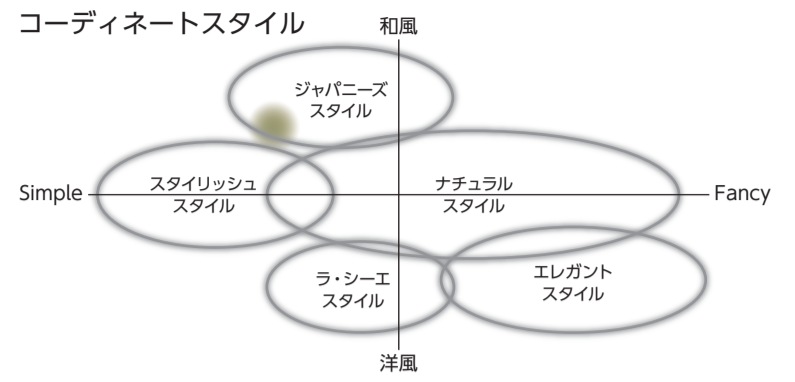 コーディネートスタイル
和風
ジャパニーズ
スタイル
Simple
スタイリッシュ
スタイル
ナチュラル
スタイル
Fancy
ラ・シーエ
スタイル
エレガント
スタイル
洋風